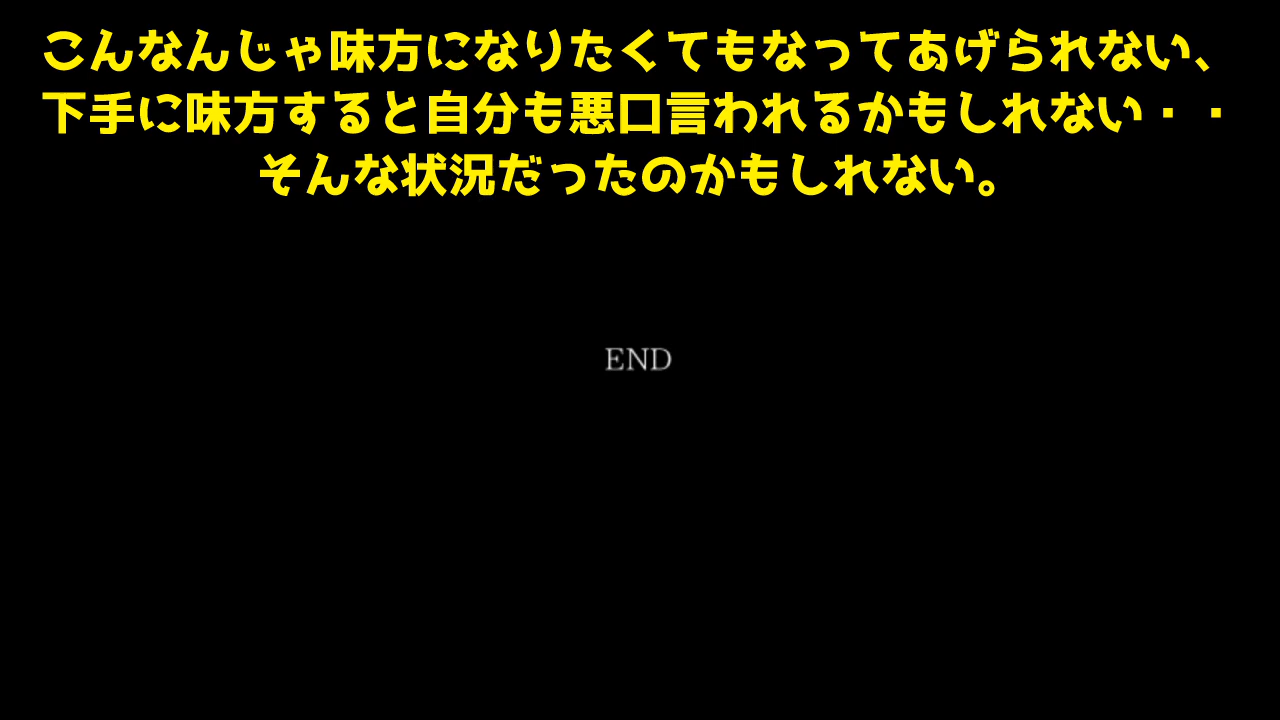 こんなんじゃ味方になりたくてもなってあげられない、
下手に味方すると自分も悪口言われるかもしれない・・
そんな状況だったのかもしれない。
END